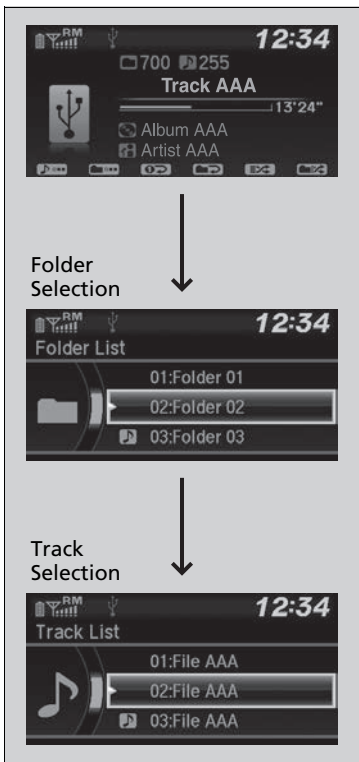 RM
12:34
700 255
Track AAA
13'24"
Album AAA
Artist AAA
Folder
Selection
RM
12:34
Folder List
01:Folder 01
02:Folder 02
03:Folder 03
Track
Selection
RM
12:34
Track List
01:File AAA
02:File AAA
03:File AAA